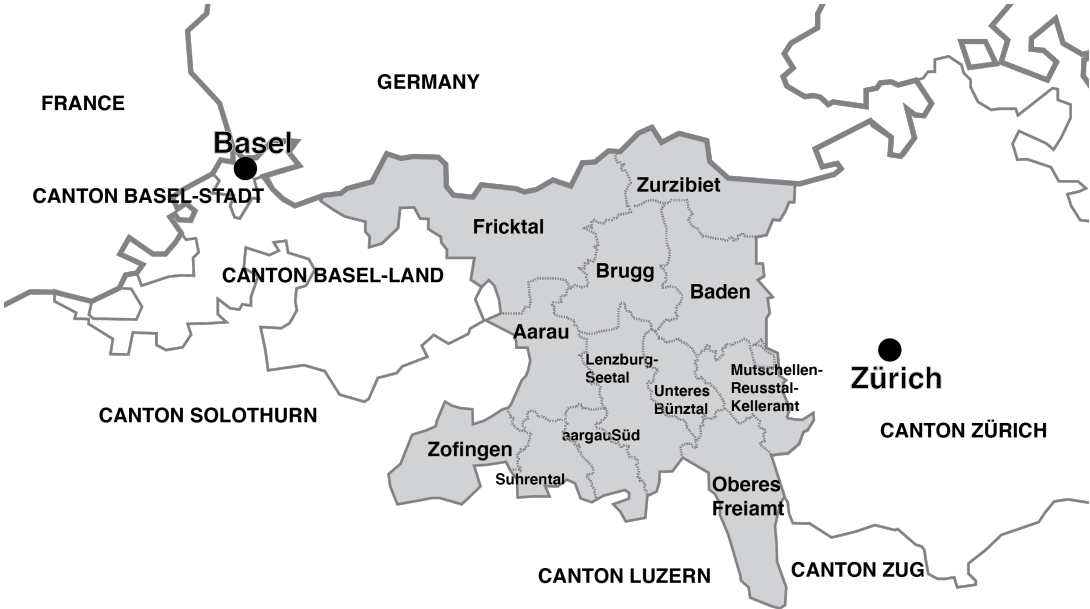 GERMANY
FRANCE
Basel
CANTON BASEL-STADT
Zurzibiet
Fricktal
CANTON BASEL-LAND
Brugg
Baden
Aarau
Lenzburg-
Seetal
Mutschellen-
Reusstal-
Kelleramt
Zürich
Unteres
Bünztal
CANTON SOLOTHURN
CANTON ZÜRICH
aargauSüd
Zofingen
Suhrental
Oberes
Freiamt
CANTON LUZERN
CANTON ZUG